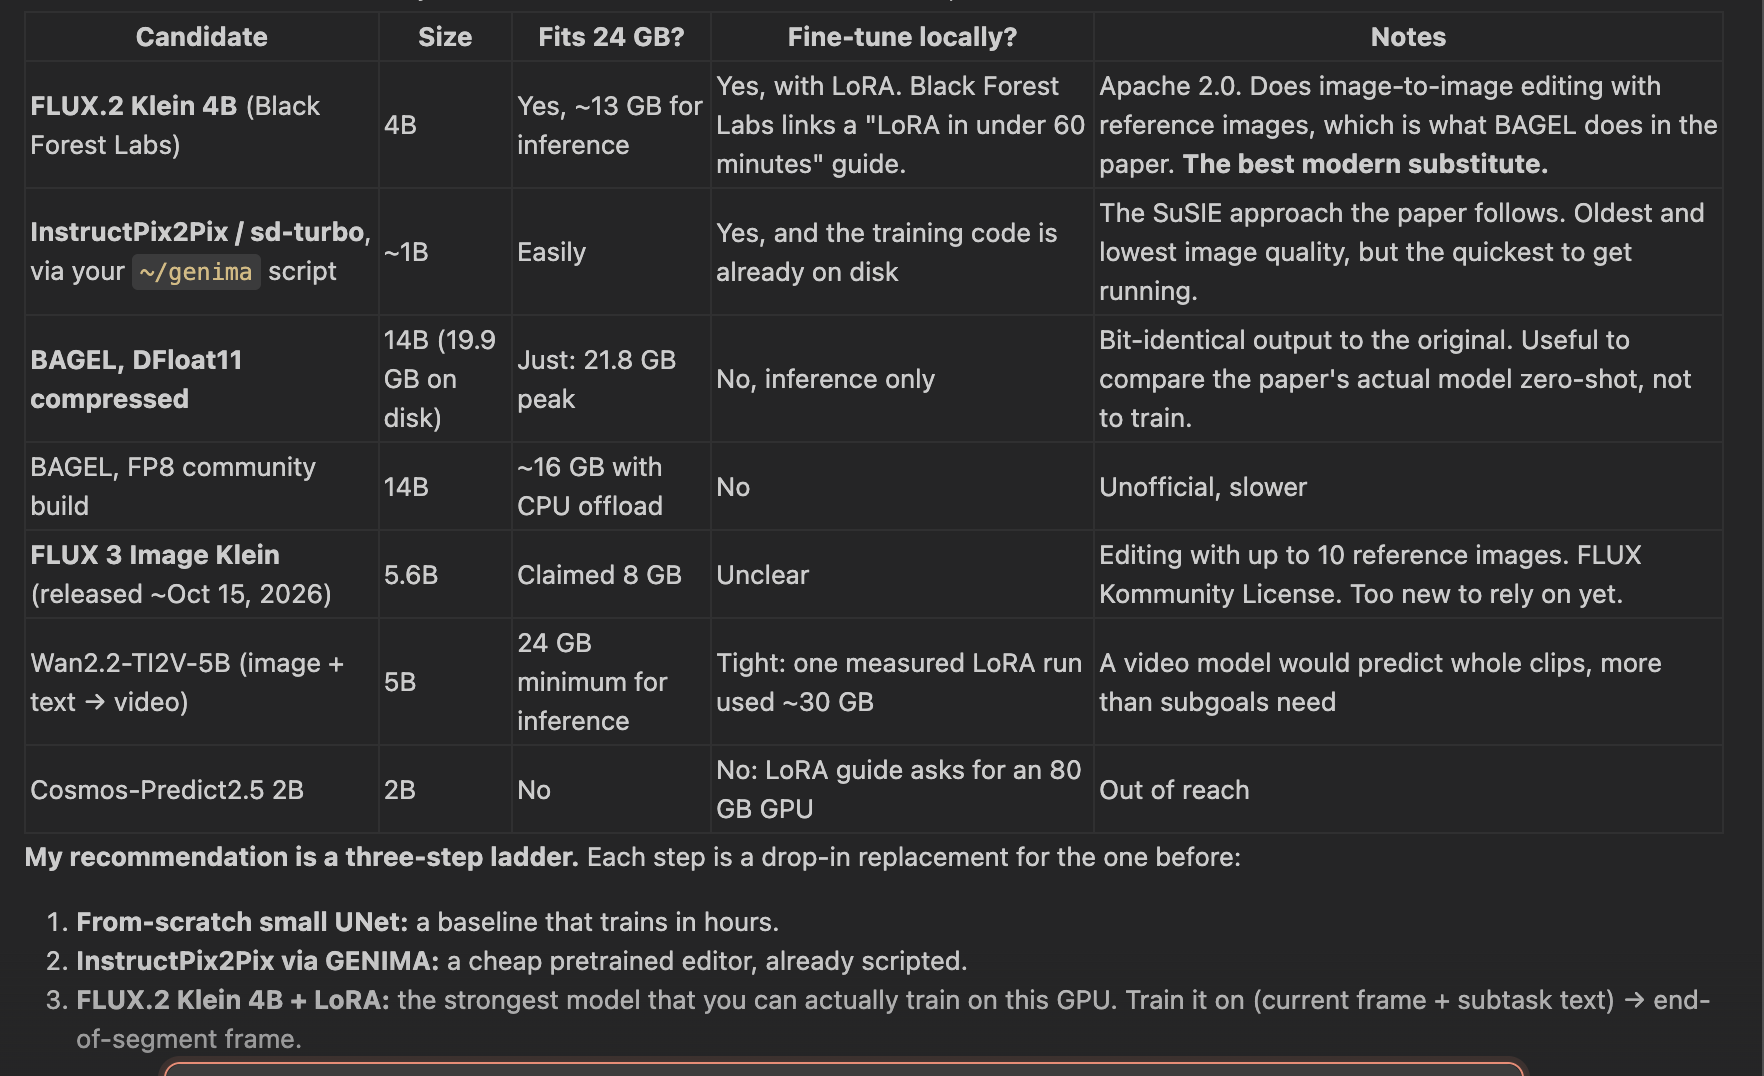 Candidate Size Fits 24 GB? Fine-tune locally? Notes
FLUX.2 Klein 4B (Black Forest Labs) 4B Yes, ~13 GB for inference Yes, with LoRA. Black Forest Labs links a "LoRA in under 60 minutes" guide. Apache 2.0. Does image-to-image editing with reference images, which is what BAGEL does in the paper. The best modern substitute.
InstructPix2Pix / sd-turbo, via your ~/genima script ~1B Easily Yes, and the training code is already on disk The SuSIE approach the paper follows. Oldest and lowest image quality, but the quickest to get running.
BAGEL, DFloat11 compressed 14B (19.9 GB on disk) Just: 21.8 GB peak No, inference only Bit-identical output to the original. Useful to compare the paper's actual model zero-shot, not to train.
BAGEL, FP8 community build 14B ~16 GB with CPU offload No Unofficial, slower
FLUX 3 Image Klein (released ~Oct 15, 2026) 5.6B Claimed 8 GB Unclear Editing with up to 10 reference images. FLUX Kommunity License. Too new to rely on yet.
Wan2.2-TI2V-5B (image + text → video) 5B 24 GB minimum for inference Tight: one measured LoRA run used ~30 GB A video model would predict whole clips, more than subgoals need
Cosmos-Predict2.5 2B 2B No No: LoRA guide asks for an 80 GB GPU Out of reach
My recommendation is a three-step ladder. Each step is a drop-in replacement for the one before:
1. From-scratch small UNet: a baseline that trains in hours.
2. InstructPix2Pix via GENIMA: a cheap pretrained editor, already scripted.
3. FLUX.2 Klein 4B + LoRA: the strongest model that you can actually train on this GPU. Train it on (current frame + subtask text) → end-
of-segment frame.